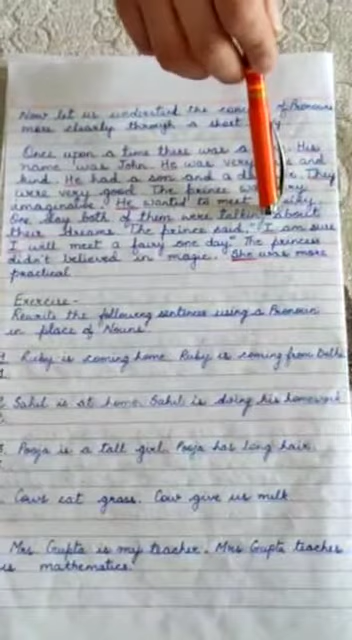 Now let us understand the of Pronouns
more clearly through a short
Once upon a time there was a His
name was John. He was very and
kind. He had a son and a They
were very good. The prince was
imaginative. He wanted to meet
One day both of them were talking about
their dreams. "The prince said, "I am sure
I will meet a fairy one day." The princess
didn't believed in magic. She was more
practical.
Exercise-
Rewrite the following sentences using a Pronoun
in place of Nouns
Ruby is coming home. Ruby is coming from Delhi
Sahil is at home. Sahil is doing his homework
Pooja is a tall girl. Pooja has long hair.
Cows eat grass. Cow give us milk
Mrs Gupta is my teacher. Mrs Gupta teaches
us mathematics.